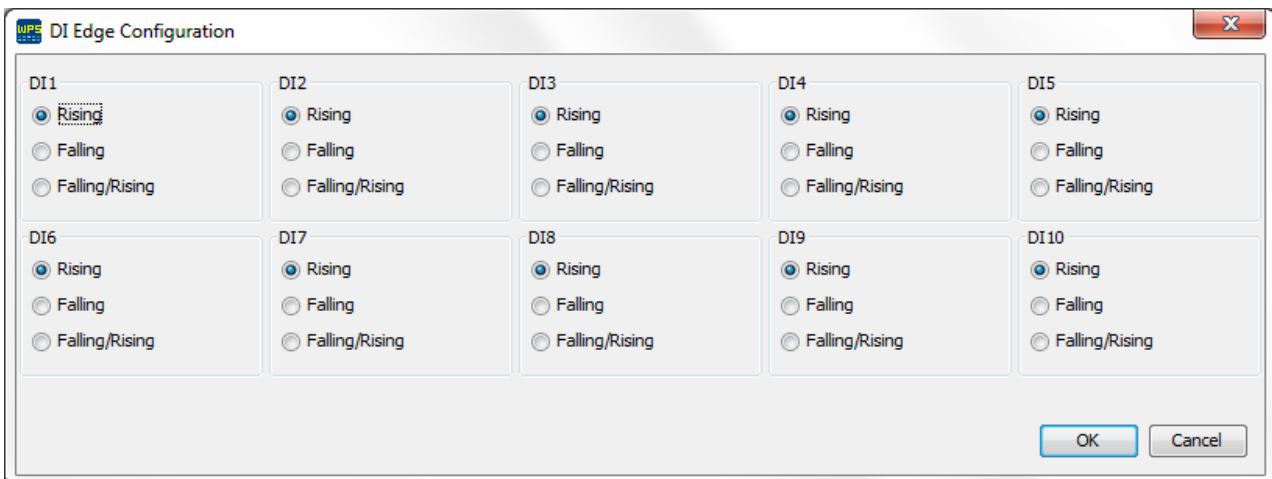 WPS DI Edge Configuration
DI1 DI2 DI3 DI4 DI5
Rising Rising Rising Rising Rising
Falling Falling Falling Falling Falling
Falling/Rising Falling/Rising Falling/Rising Falling/Rising Falling/Rising
DI6 DI7 DI8 DI9 DI10
Rising Rising Rising Rising Rising
Falling Falling Falling Falling Falling
Falling/Rising Falling/Rising Falling/Rising Falling/Rising Falling/Rising
OK Cancel